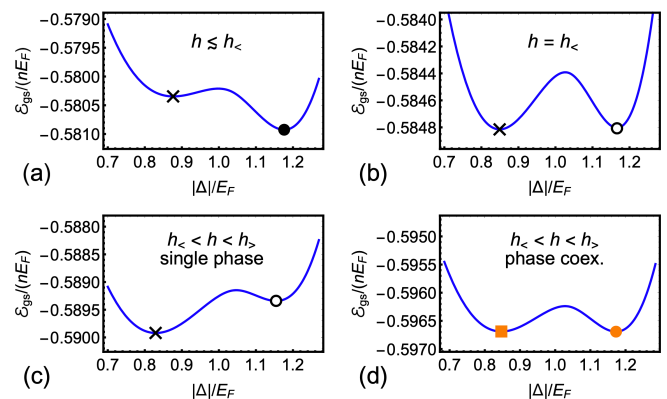 h ≲ h<
ℰgs/(nEF)
−0.5790
−0.5795
−0.5800
−0.5805
−0.5810
0.7 0.8 0.9 1.0 1.1 1.2
|Δ|/EF
(a)
h = h<
ℰgs/(nEF)
−0.5840
−0.5842
−0.5844
−0.5846
−0.5848
0.7 0.8 0.9 1.0 1.1 1.2
|Δ|/EF
(b)
h< < h < h>
single phase
ℰgs/(nEF)
−0.5880
−0.5885
−0.5890
−0.5895
−0.5900
0.7 0.8 0.9 1.0 1.1 1.2
|Δ|/EF
(c)
h< < h < h>
phase coex.
ℰgs/(nEF)
−0.5950
−0.5955
−0.5960
−0.5965
−0.5970
0.7 0.8 0.9 1.0 1.1 1.2
|Δ|/EF
(d)